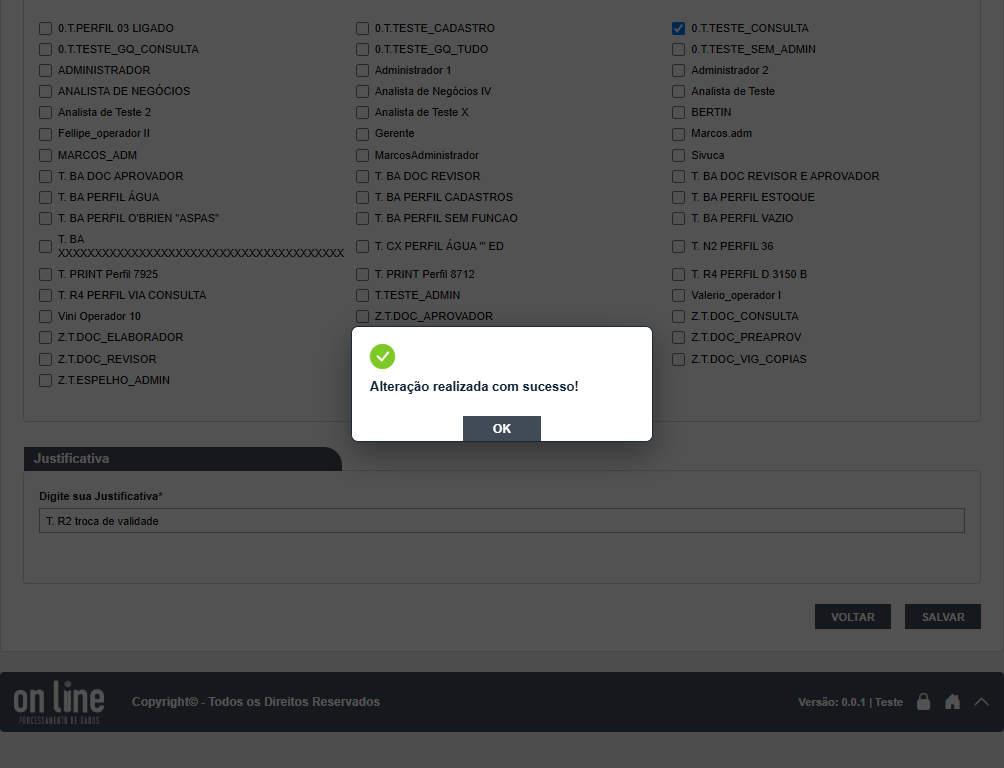 0.T.PERFIL 03 LIGADO 0.T.TESTE_CADASTRO 0.T.TESTE_CONSULTA
0.T.TESTE_GQ_CONSULTA 0.T.TESTE_GQ_TUDO 0.T.TESTE_SEM_ADMIN
ADMINISTRADOR Administrador 1 Administrador 2
ANALISTA DE NEGÓCIOS Analista de Negócios IV Analista de Teste
Analista de Teste 2 Analista de Teste X BERTIN
Fellipe_operador II Gerente Marcos.adm
MARCOS_ADM MarcosAdministrador Sivuca
T. BA DOC APROVADOR T. BA DOC REVISOR T. BA DOC REVISOR E APROVADOR
T. BA PERFIL ÁGUA T. BA PERFIL CADASTROS T. BA PERFIL ESTOQUE
T. BA PERFIL O'BRIEN "ASPAS" T. BA PERFIL SEM FUNCAO T. BA PERFIL VAZIO
T. BA
XXXXXXXXXXXXXXXXXXXXXXXXXXXXXXXXXXXXXXX T. CX PERFIL ÁGUA "' ED T. N2 PERFIL 36
T. PRINT Perfil 7925 T. PRINT Perfil 8712 T. R4 PERFIL D 3150 B
T. R4 PERFIL VIA CONSULTA T.TESTE_ADMIN Valerio_operador I
Vini Operador 10 Z.T.DOC_APROVADOR Z.T.DOC_CONSULTA
Z.T.DOC_ELABORADOR Z.T.DOC_PREAPROV
Z.T.DOC_REVISOR Z.T.DOC_VIG_COPIAS
Z.T.ESPELHO_ADMIN
Alteração realizada com sucesso!
OK
Justificativa
Digite sua Justificativa*
T. R2 troca de validade
VOLTAR SALVAR
on line
PORCESSAMENTO DE DADOS
Copyright© - Todos os Direitos Reservados
Versão: 0.0.1 | Teste